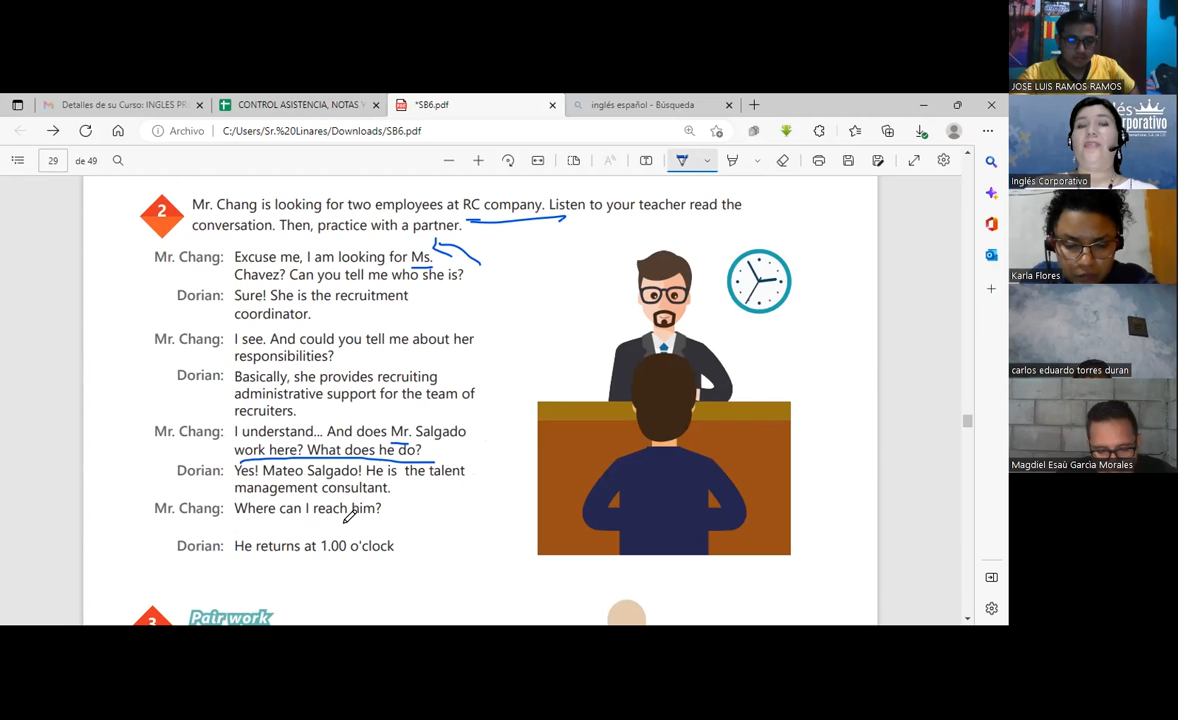 JOSE LUIS RAMOS RAMOS
Detalles de su Curso: INGLES PR
CONTROL ASISTENCIA, NOTAS Y
*SB6.pdf
inglés español - Búsqueda
Archivo
C:/Users/Sr.%20Linares/Downloads/SB6.pdf
29
de 49
Inglés Corporativo
2
Mr. Chang is looking for two employees at RC company. Listen to your teacher read the
conversation. Then, practice with a partner.
Mr. Chang: Excuse me, I am looking for Ms.
Chavez? Can you tell me who she is?
Dorian: Sure! She is the recruitment
coordinator.
Mr. Chang: I see. And could you tell me about her
responsibilities?
Dorian: Basically, she provides recruiting
administrative support for the team of
recruiters.
Mr. Chang: I understand... And does Mr. Salgado
work here? What does he do?
Dorian: Yes! Mateo Salgado! He is the talent
management consultant.
Mr. Chang: Where can I reach him?
Dorian: He returns at 1.00 o'clock
3
Pair work
Karla Flores
carlos eduardo torres duran
Magdiel Esaù Garcìa Morales